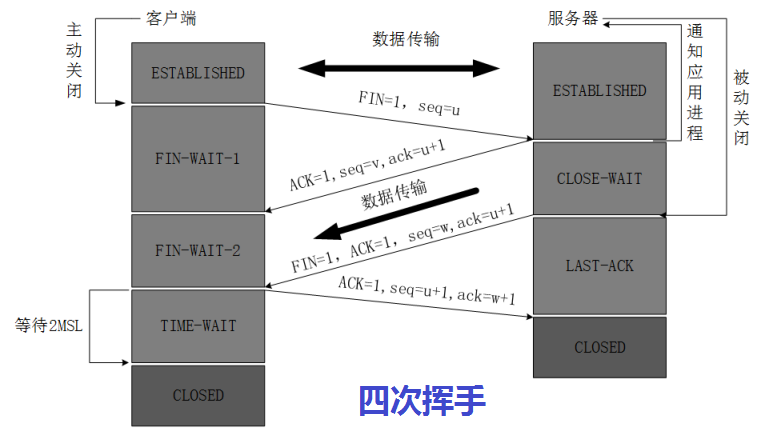 客户端
服务器
主动关闭
数据传输
通知应用进程
被动关闭
ESTABLISHED
ESTABLISHED
FIN=1, seq=u
FIN-WAIT-1
ACK=1,seq=v,ack=u+1
CLOSE-WAIT
数据传输
FIN-WAIT-2
FIN=1, ACK=1, seq=w,ack=u+1
LAST-ACK
ACK=1,seq=u+1,ack=w+1
等待2MSL
TIME-WAIT
CLOSED
CLOSED
四次挥手